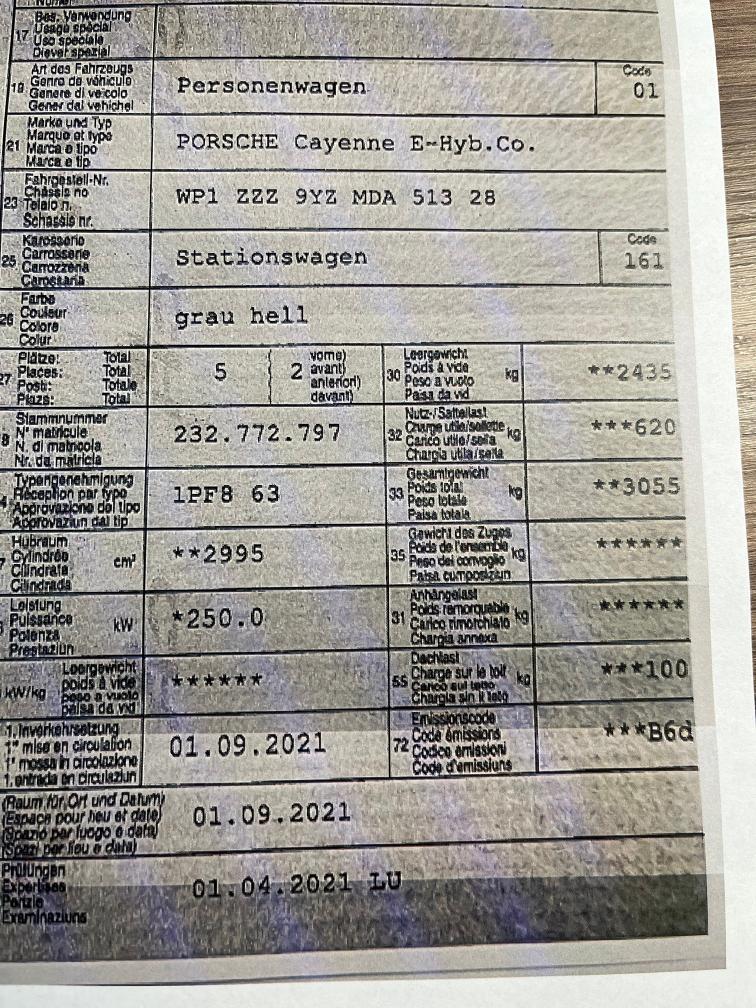 17 Bes. Verwendung
Usage spécial
Uso speciale
Diever spezial
18 Art des Fahrzeugs
Genre de véhicule
Genere di veicolo
Gener dal vehichel
Personenwagen
Code
01
21 Marke und Typ
Marque et type
Marca e tipo
Marca e tip
PORSCHE Cayenne E-Hyb.Co.
23 Fahrgestell-Nr.
Châssis no
Telaio n.
Schassis nr.
WP1 ZZZ 9YZ MDA 513 28
25 Karosserie
Carrosserie
Carrozzeria
Carossaria
Stationswagen
Code
161
26 Farbe
Couleur
Colore
Colur
grau hell
27 Plätze: Total
Places: Total
Posti: Totale
Plazs: Total
5
2 vorne)
avant)
anteriori)
davant)
30 Leergewicht
Poids à vide
Peso a vuoto
Paisa da vid
kg
**2435
8 Stammnummer
N° matricule
N. di matricola
Nr. da matricla
232.772.797
32 Nutz-/Sattellast
Charge utile/sellette
Carico utile/sella
Chargia utila/sella
kg
***620
4 Typengenehmigung
Réception par type
Approvazione del tipo
Approvaziun dal tip
1PF8 63
33 Gesamtgewicht
Poids total
Peso totale
Paisa totala
kg
**3055
7 Hubraum
Cylindrée
Cilindrata
Cilindrada
cm³
**2995
35 Gewicht des Zuges
Poids de l'ensemble
Peso del convoglio
Paisa cumposiziun
kg
******
Leistung
Puissance
Potenza
Prestaziun
kW
*250.0
31 Anhängelast
Poids remorquable
Carico rimorchiato
Chargia annexa
kg
******
kW/kg
Leergewicht
poids à vide
peso a vuoto
paisa da vid
******
55 Dachlast
Charge sur le toit
Carico sul tetto
Chargia sin il tetg
kg
***100
1. Inverkehrsetzung
1re mise en circulation
1a messa in circolazione
1. entrada en circulaziun
01.09.2021
72 Emissionscode
Code émissions
Codice emissioni
Code d'emissiuns
***B6d
(Raum für Ort und Datum)
(Espace pour lieu et date)
(Spazio per luogo e data)
(Spazi per lieu e data)
01.09.2021
Prüfungen
Expertises
Perizie
Examinaziuns
01.04.2021 LU